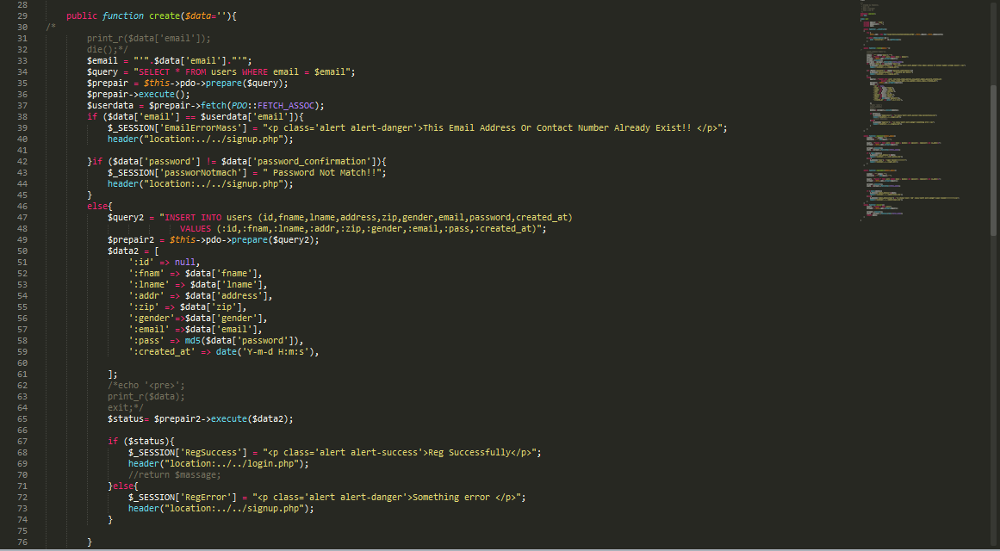 28
29 public function create($data=''){
30 /*
31 print_r($data['email']);
32 die();*/
33 $email = "'".$data['email']."'";
34 $query = "SELECT * FROM users WHERE email = $email";
35 $prepair = $this->pdo->prepare($query);
36 $prepair->execute();
37 $userdata = $prepair->fetch(PDO::FETCH_ASSOC);
38 if ($data['email'] == $userdata['email']){
39 $_SESSION['EmailErrorMass'] = "<p class='alert alert-danger'>This Email Address Or Contact Number Already Exist!! </p>";
40 header("location:../../signup.php");
41
42 }if ($data['password'] != $data['password_confirmation']){
43 $_SESSION['passworNotmach'] = " Password Not Match!!";
44 header("location:../../signup.php");
45 }
46 else{
47 $query2 = "INSERT INTO users (id,fname,lname,address,zip,gender,email,password,created_at)
48 VALUES (:id,:fnam,:lname,:addr,:zip,:gender,:email,:pass,:created_at)";
49 $prepair2 = $this->pdo->prepare($query2);
50 $data2 = [
51 ':id' => null,
52 ':fnam' => $data['fname'],
53 ':lname' => $data['lname'],
54 ':addr' => $data['address'],
55 ':zip' => $data['zip'],
56 ':gender'=>$data['gender'],
57 ':email' =>$data['email'],
58 ':pass' => md5($data['password']),
59 ':created_at' => date('Y-m-d H:m:s'),
60
61 ];
62 /*echo '<pre>';
63 print_r($data);
64 exit;*/
65 $status= $prepair2->execute($data2);
66
67 if ($status){
68 $_SESSION['RegSuccess'] = "<p class='alert alert-success'>Reg Successfully</p>";
69 header("location:../../login.php");
70 //return $massage;
71 }else{
72 $_SESSION['RegError'] = "<p class='alert alert-danger'>Something error </p>";
73 header("location:../../signup.php");
74 }
75
76 }